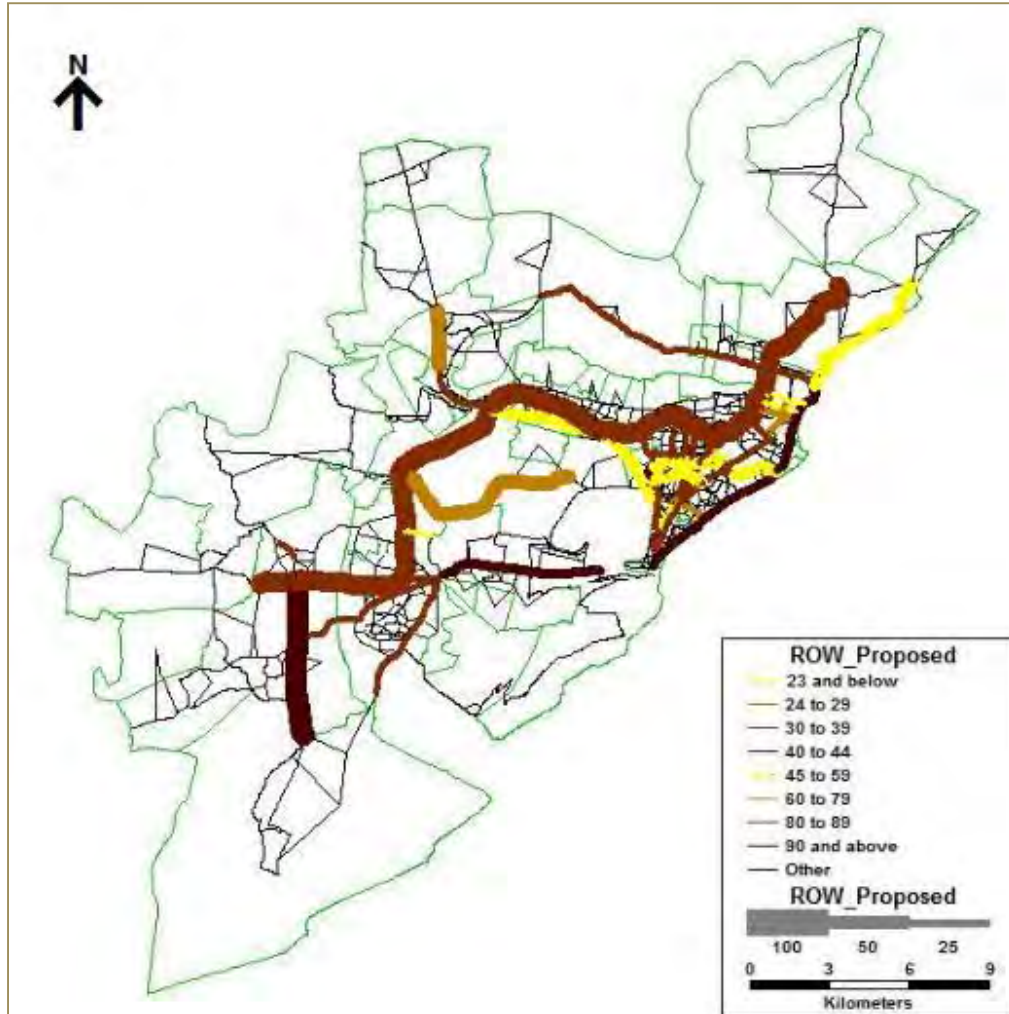 N
ROW_Proposed
23 and below
24 to 29
30 to 39
40 to 44
45 to 59
60 to 79
80 to 89
90 and above
Other
ROW_Proposed
100 50 25
0 3 6 9
Kilometers